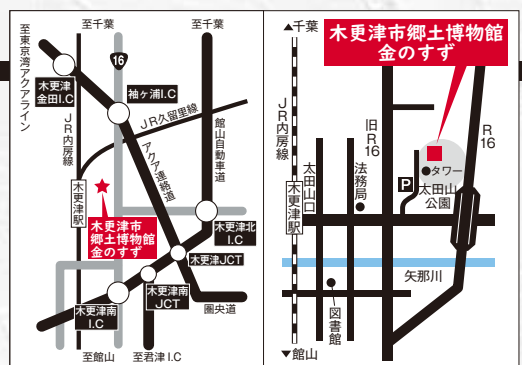 至千葉
至千葉
至東京湾アクアライン
16
木更津
金田I.C
袖ヶ浦I.C
JR久留里線
JR内房線
アクア連絡道
館山自動車道
木更津駅
木更津市
郷土博物館
金のすず
木更津北
I.C
木更津JCT
木更津南
JCT
木更津南
I.C
圏央道
至館山
至君津I.C
▲千葉
木更津市郷土博物館
金のすず
JR内房線
旧R16
R16
太田山口
法務局
P
タワー
太田山
公園
木更津駅
矢那川
図書館
▼館山